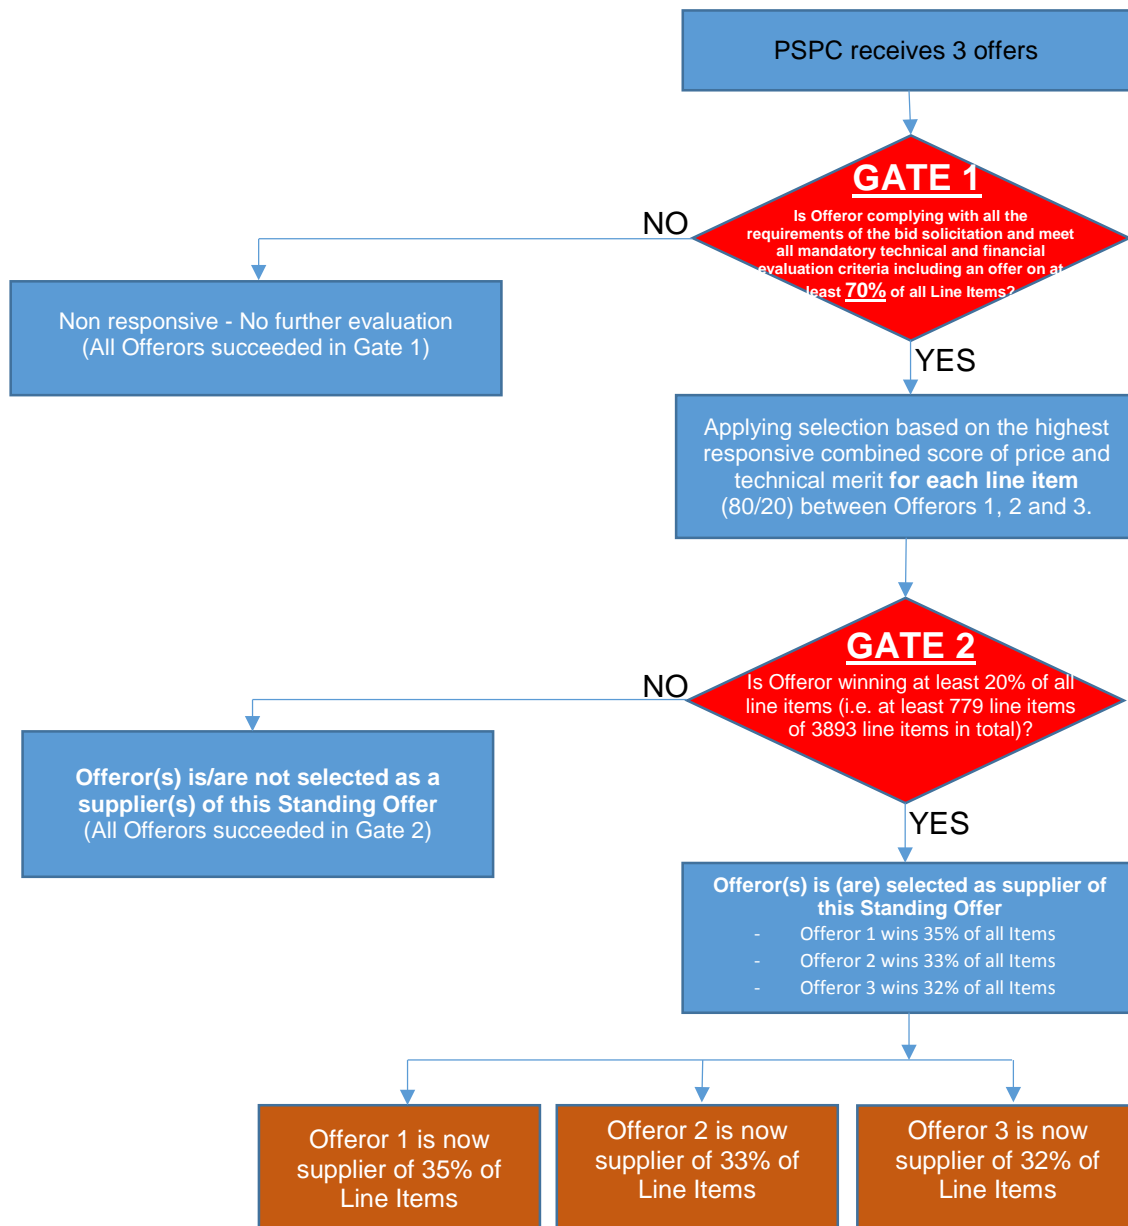 PSPC receives 3 offers
GATE 1
Is Offeror complying with all the
requirements of the bid solicitation and meet
all mandatory technical and financial
evaluation criteria including an offer on at
least 70% of all Line Items?
NO
Non responsive - No further evaluation
(All Offerors succeeded in Gate 1)
YES
Applying selection based on the highest
responsive combined score of price and
technical merit for each line item
(80/20) between Offerors 1, 2 and 3.
GATE 2
Is Offeror winning at least 20% of all
line items (i.e. at least 779 line items
of 3893 line items in total)?
NO
Offeror(s) is/are not selected as a
supplier(s) of this Standing Offer
(All Offerors succeeded in Gate 2)
YES
Offeror(s) is (are) selected as supplier of
this Standing Offer
- Offeror 1 wins 35% of all Items
- Offeror 2 wins 33% of all Items
- Offeror 3 wins 32% of all Items
Offeror 1 is now
supplier of 35% of
Line Items
Offeror 2 is now
supplier of 33% of
Line Items
Offeror 3 is now
supplier of 32% of
Line Items